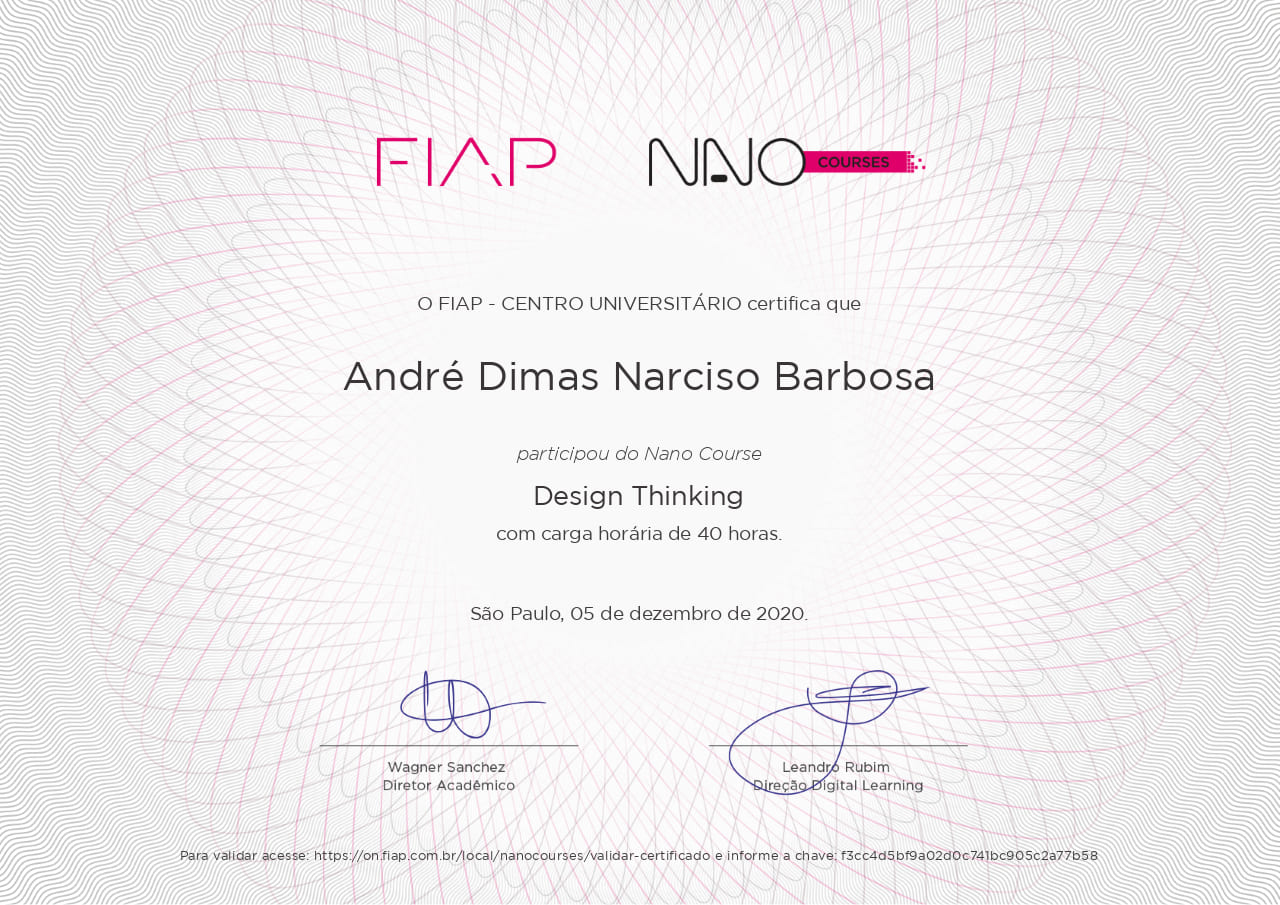 FIAP NANO COURSES
O FIAP - CENTRO UNIVERSITÁRIO certifica que
André Dimas Narciso Barbosa
participou do Nano Course
Design Thinking
com carga horária de 40 horas.
São Paulo, 05 de dezembro de 2020.
Wagner Sanchez
Diretor Acadêmico
Leandro Rubim
Direção Digital Learning
Para validar acesse: https://on.fiap.com.br/local/nanocourses/validar-certificado e informe a chave: f3cc4d5bf9a02d0c741bc905c2a77b58